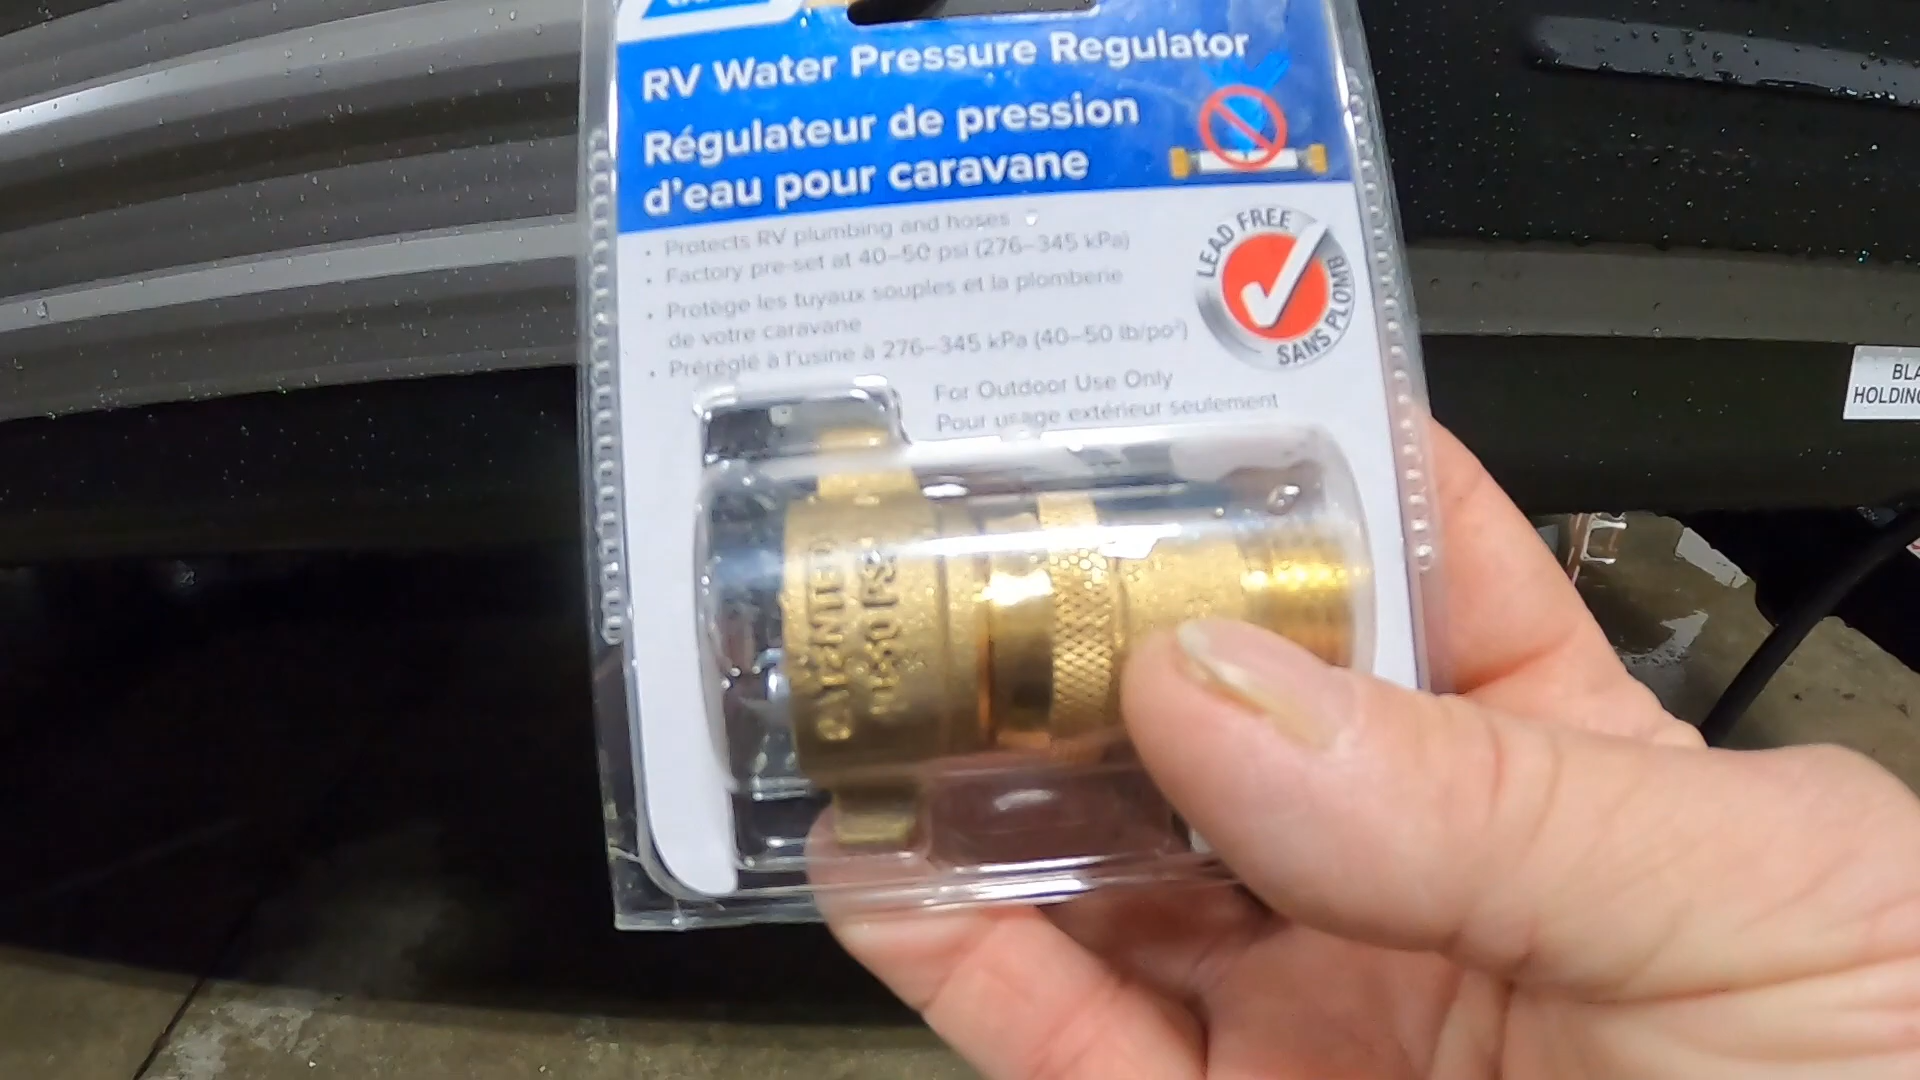 RV Water Pressure Regulator
Régulateur de pression
d'eau pour caravane
• Protects RV plumbing and hoses
• Factory pre-set at 40–50 psi (276–345 kPa)
• Protège les tuyaux souples et la plomberie
de votre caravane
• Préréglé à l'usine à 276–345 kPa (40–50 lb/po²)
LEAD FREE
SANS PLOMB
For Outdoor Use Only
Pour usage extérieur seulement
PATENTED